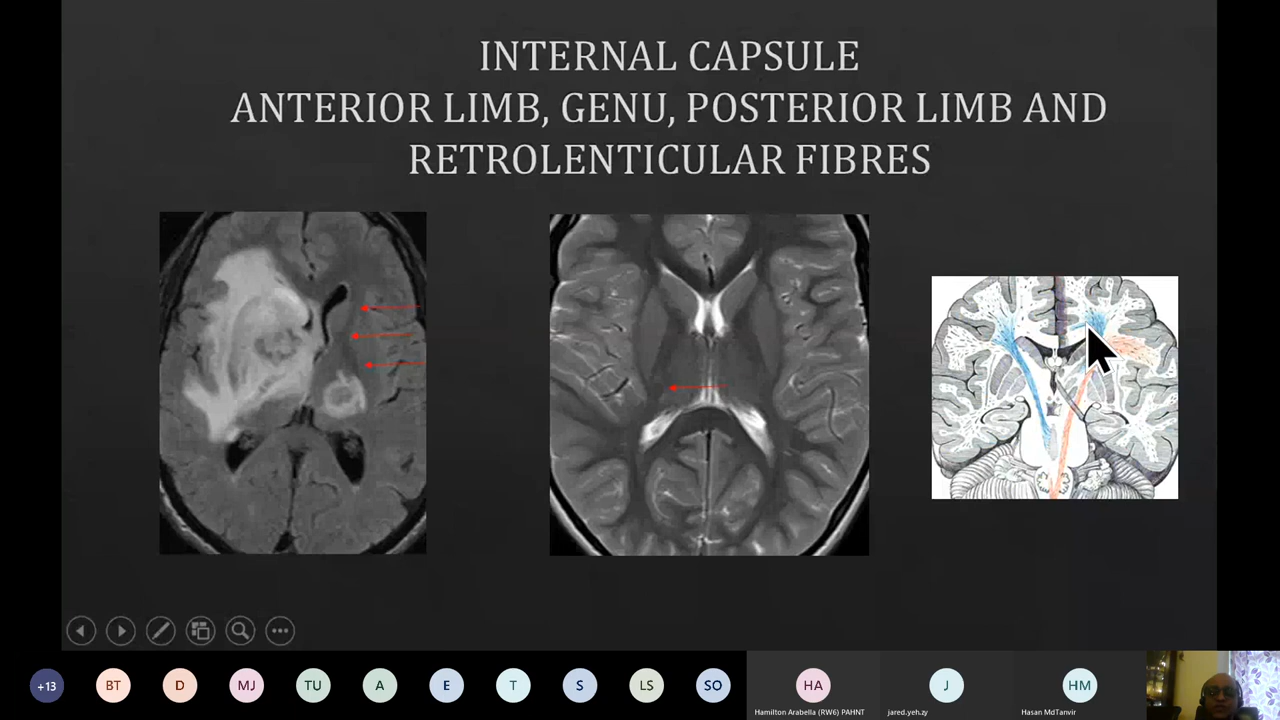 INTERNAL CAPSULE
ANTERIOR LIMB, GENU, POSTERIOR LIMB AND
RETROLENTICULAR FIBRES
+13
BT
D
MJ
TU
A
E
T
S
LS
SO
HA
J
HM
Hamilton Arabella (RW6) PAHNT
jared.yeh.zy
Hasan MdTanvir